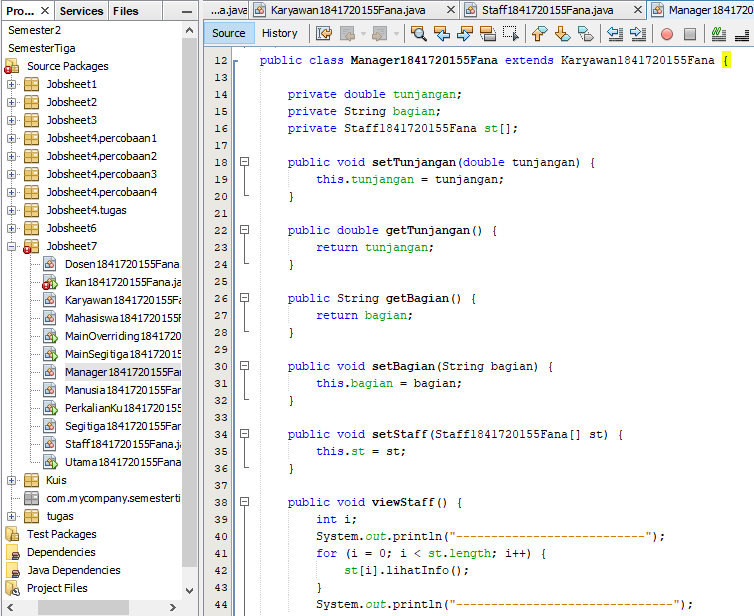 Pro...
Services
Files
...a.java
Karyawan1841720155Fana.java
Staff1841720155Fana.java
Manager1841720155Fana
Source
History
Semester2
SemesterTiga
Source Packages
Jobsheet1
Jobsheet2
Jobsheet3
Jobsheet4.percobaan1
Jobsheet4.percobaan2
Jobsheet4.percobaan3
Jobsheet4.percobaan4
Jobsheet4.tugas
Jobsheet6
Jobsheet7
Dosen1841720155Fana.
Ikan1841720155Fana.ja
Karyawan1841720155Fa
Mahasiswa1841720155F
MainOverriding1841720
MainSegitiga184172015
Manager1841720155Fan
Manusia1841720155Far
PerkalianKu1841720155
Segitiga1841720155Fan
Staff1841720155Fana.ja
Utama1841720155Fana
Kuis
com.mycompany.semesterti
tugas
Test Packages
Dependencies
Java Dependencies
Project Files
12 public class Manager1841720155Fana extends Karyawan1841720155Fana {
13
14 private double tunjangan;
15 private String bagian;
16 private Staff1841720155Fana st[];
17
18 public void setTunjangan(double tunjangan) {
19 this.tunjangan = tunjangan;
20 }
21
22 public double getTunjangan() {
23 return tunjangan;
24 }
25
26 public String getBagian() {
27 return bagian;
28 }
29
30 public void setBagian(String bagian) {
31 this.bagian = bagian;
32 }
33
34 public void setStaff(Staff1841720155Fana[] st) {
35 this.st = st;
36 }
37
38 public void viewStaff() {
39 int i;
40 System.out.println("---------------------------");
41 for (i = 0; i < st.length; i++) {
42 st[i].lihatInfo();
43 }
44 System.out.println("-------------------------------");